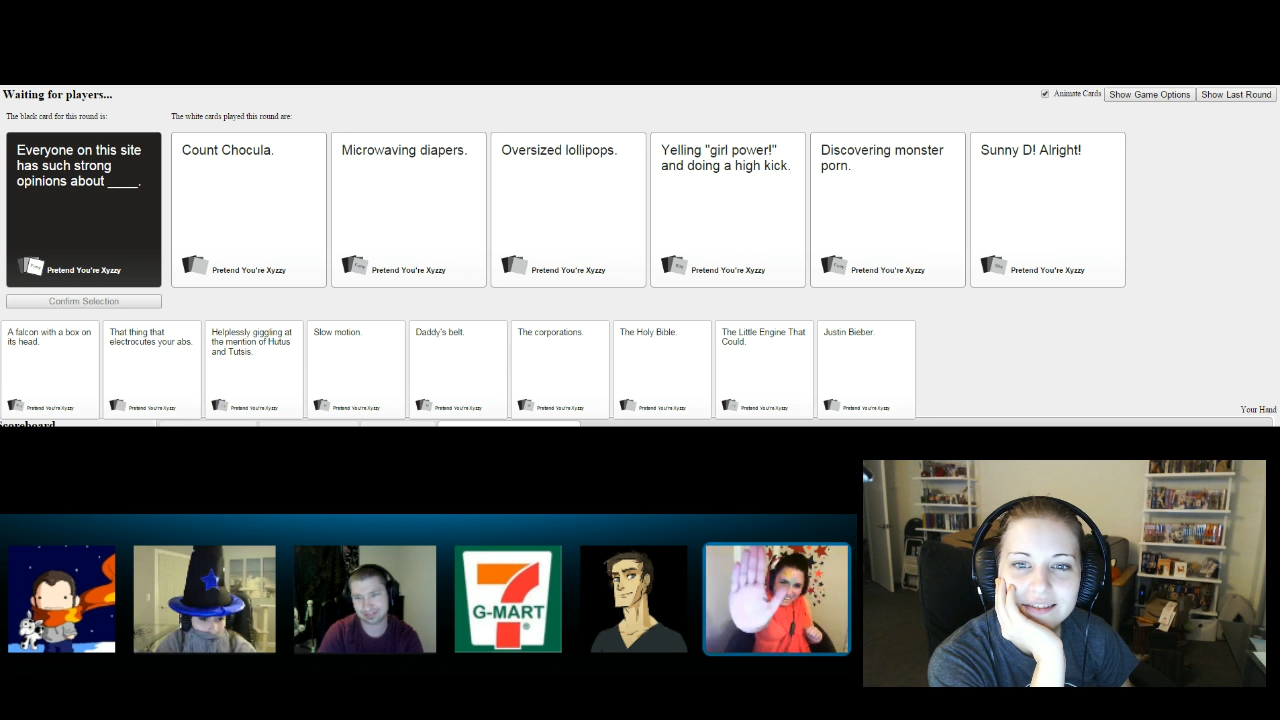 Waiting for players...
Animate Cards
Show Game Options
Show Last Round
The black card for this round is:
The white cards played this round are:
Everyone on this site
has such strong
opinions about ____.
Pretend You're Xyzzy
Count Chocula.
Pretend You're Xyzzy
Microwaving diapers.
Pretend You're Xyzzy
Oversized lollipops.
Pretend You're Xyzzy
Yelling "girl power!"
and doing a high kick.
Pretend You're Xyzzy
Discovering monster
porn.
Pretend You're Xyzzy
Sunny D! Alright!
Pretend You're Xyzzy
Confirm Selection
A falcon with a box on
its head.
Pretend You're Xyzzy
That thing that
electrocutes your abs.
Pretend You're Xyzzy
Helplessly giggling at
the mention of Hutus
and Tutsis.
Pretend You're Xyzzy
Slow motion.
Pretend You're Xyzzy
Daddy's belt.
Pretend You're Xyzzy
The corporations.
Pretend You're Xyzzy
The Holy Bible.
Pretend You're Xyzzy
The Little Engine That
Could.
Pretend You're Xyzzy
Justin Bieber.
Pretend You're Xyzzy
Your Hand
Scoreboard
7
G-MART
®